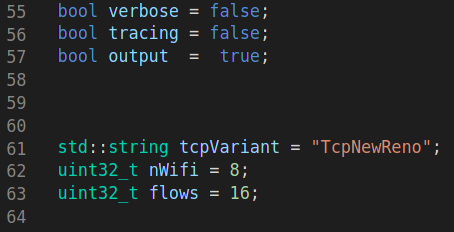 55 bool verbose = false;
56 bool tracing = false;
57 bool output  =  true;
58
59
60
61 std::string tcpVariant = "TcpNewReno";
62 uint32_t nWifi = 8;
63 uint32_t flows = 16;
64